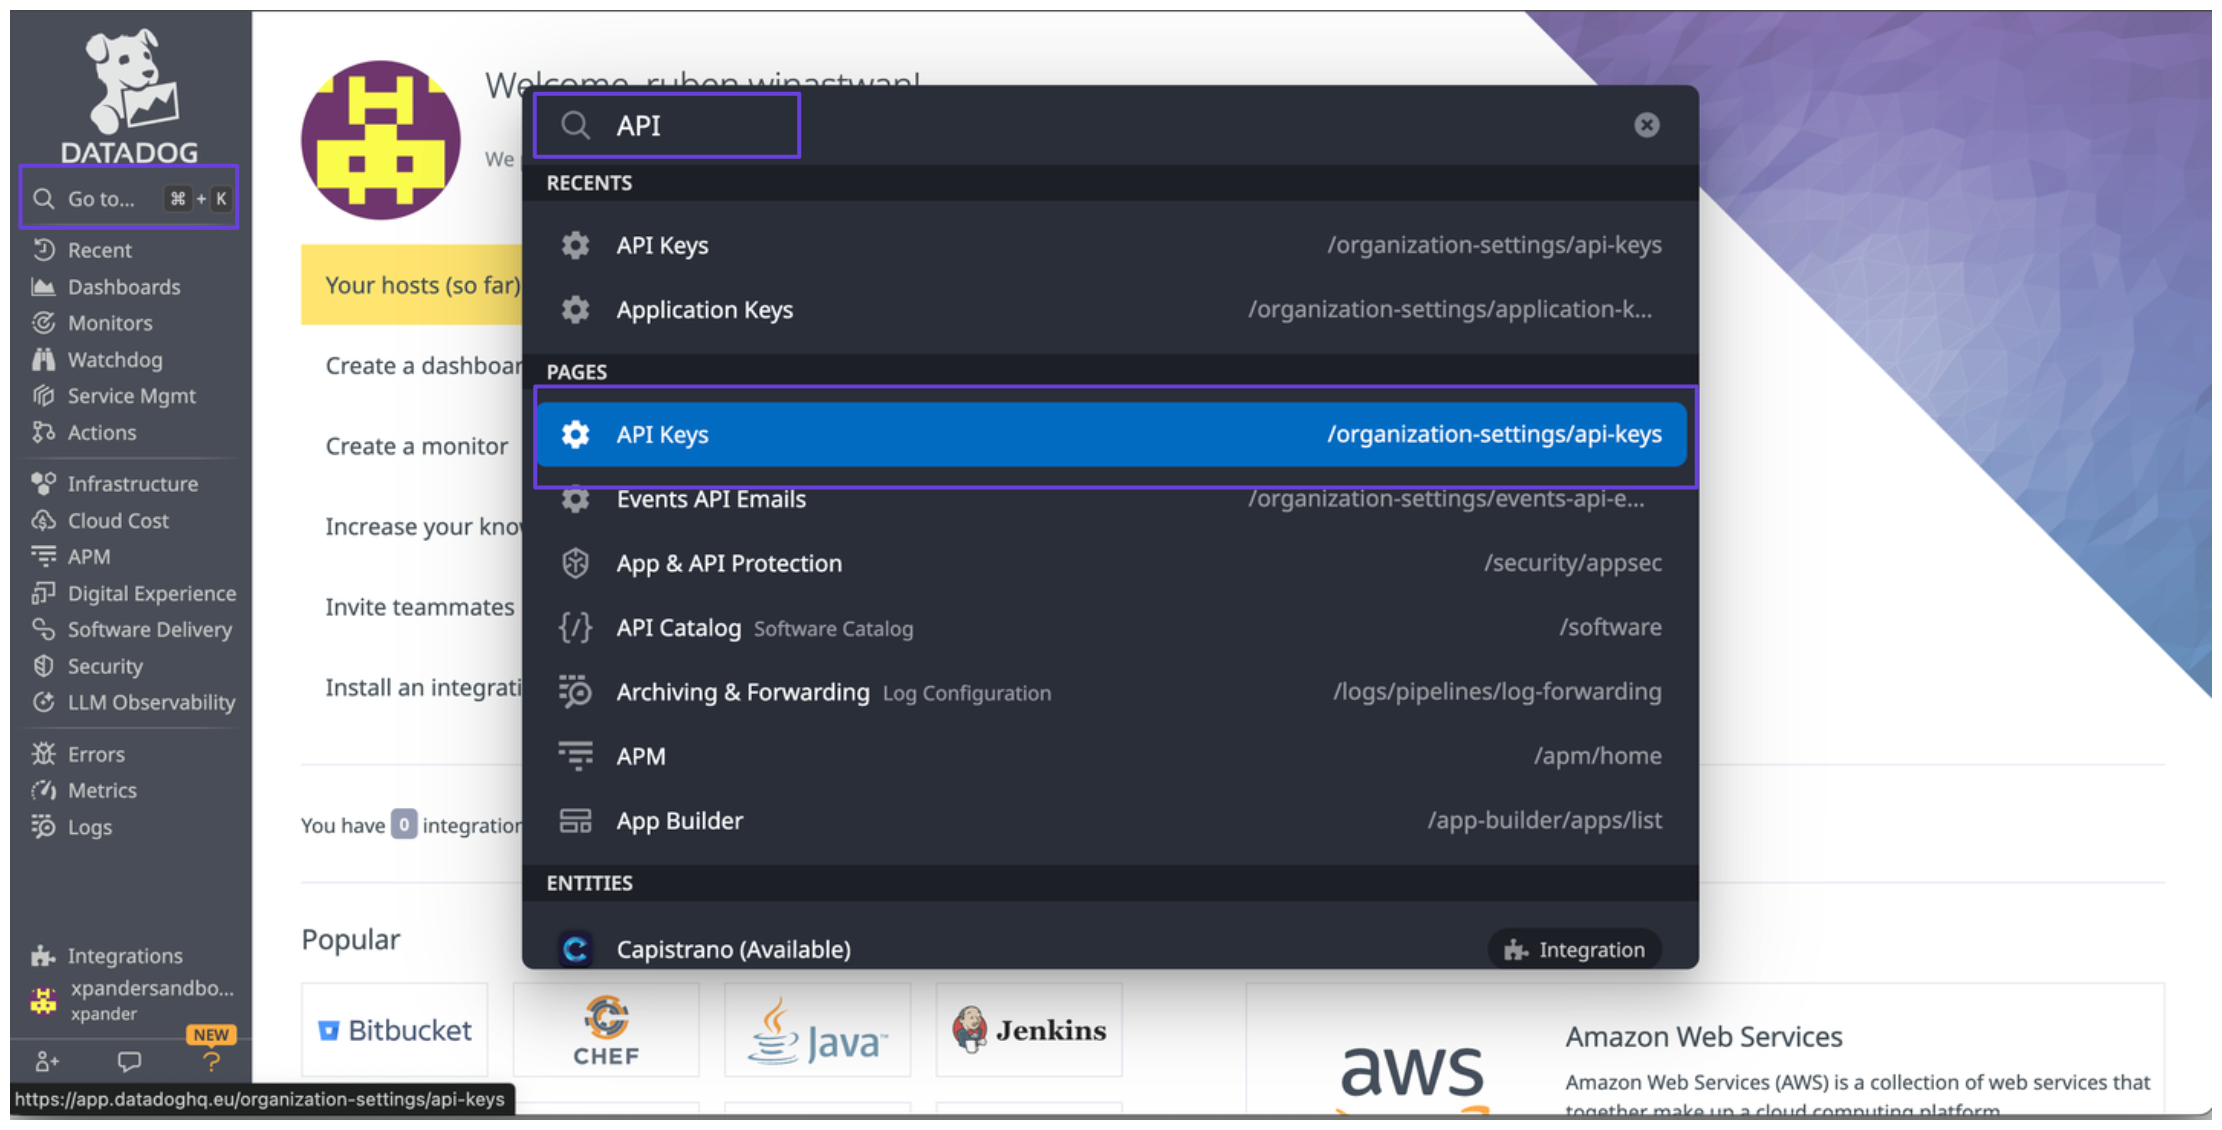 DATADOG
Go to... ⌘ + K
Recent
Dashboards
Monitors
Watchdog
Service Mgmt
Actions
Infrastructure
Cloud Cost
APM
Digital Experience
Software Delivery
Security
LLM Observability
Errors
Metrics
Logs
Integrations
xpandersandbo...
xpander
NEW
https://app.datadoghq.eu/organization-settings/api-keys
Welcome, ruben winastwan!
We
Your hosts (so far)
Create a dashboar
Create a monitor
Increase your kno
Invite teammates
Install an integrati
You have 0 integration
Popular
Bitbucket
CHEF
Java
Jenkins
aws
Amazon Web Services
Amazon Web Services (AWS) is a collection of web services that
together make up a cloud computing platform
API
RECENTS
API Keys /organization-settings/api-keys
Application Keys /organization-settings/application-k...
PAGES
API Keys /organization-settings/api-keys
Events API Emails /organization-settings/events-api-e...
App & API Protection /security/appsec
API Catalog Software Catalog /software
Archiving & Forwarding Log Configuration /logs/pipelines/log-forwarding
APM /apm/home
App Builder /app-builder/apps/list
ENTITIES
Capistrano (Available) Integration